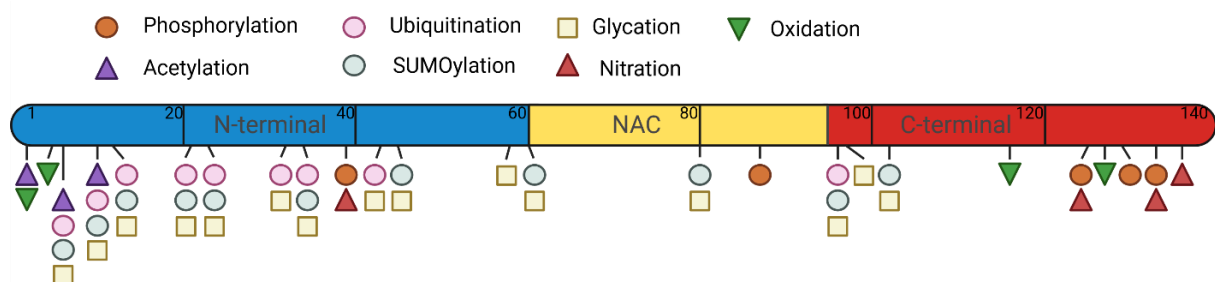 Phosphorylation Ubiquitination Glycation Oxidation
Acetylation SUMOylation Nitration
1 20 N-terminal 40 60 NAC 80 100 C-terminal 120 140